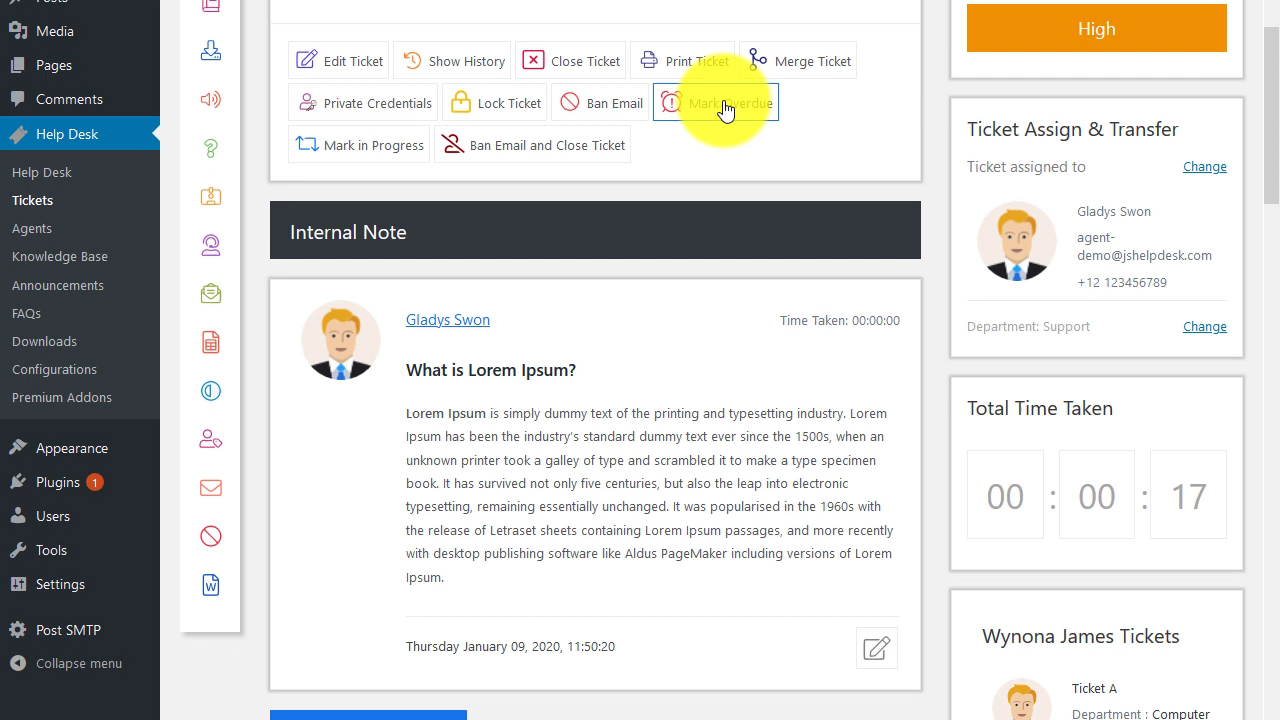 Posts
Media
Pages
Comments
Help Desk
Help Desk
Tickets
Agents
Knowledge Base
Announcements
FAQs
Downloads
Configurations
Premium Addons
Appearance
Plugins 1
Users
Tools
Settings
Post SMTP
Collapse menu
Edit Ticket Show History Close Ticket Print Ticket Merge Ticket
Private Credentials Lock Ticket Ban Email Mark Overdue
Mark in Progress Ban Email and Close Ticket
Internal Note
Gladys Swon Time Taken: 00:00:00
What is Lorem Ipsum?
Lorem Ipsum is simply dummy text of the printing and typesetting industry. Lorem
Ipsum has been the industry's standard dummy text ever since the 1500s, when an
unknown printer took a galley of type and scrambled it to make a type specimen
book. It has survived not only five centuries, but also the leap into electronic
typesetting, remaining essentially unchanged. It was popularised in the 1960s with
the release of Letraset sheets containing Lorem Ipsum passages, and more recently
with desktop publishing software like Aldus PageMaker including versions of Lorem
Ipsum.
Thursday January 09, 2020, 11:50:20
High
Ticket Assign & Transfer
Ticket assigned to Change
Gladys Swon
agent-
demo@jshelpdesk.com
+12 123456789
Department: Support Change
Total Time Taken
00 : 00 : 17
Wynona James Tickets
Ticket A
Department : Computer
W